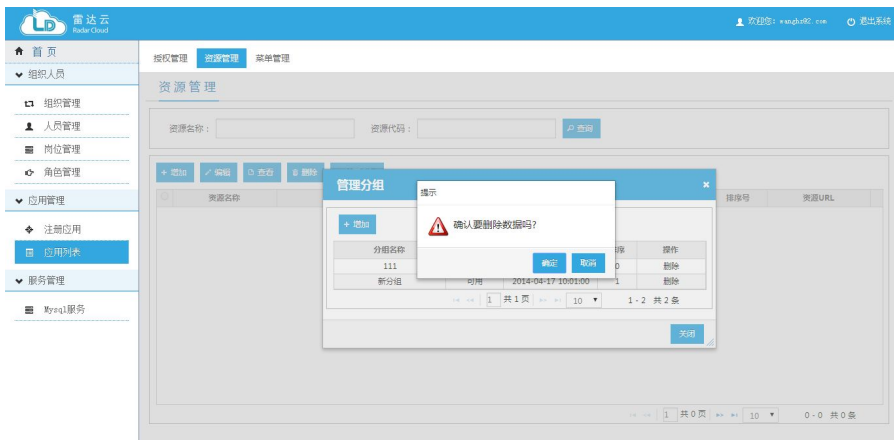 雷达云
Radar Cloud
欢迎您:
退出系统
首页
组织人员
组织管理
人员管理
岗位管理
角色管理
应用管理
注册应用
应用列表
服务管理
Mysql服务
授权管理 资源管理 菜单管理
资源管理
资源名称: 资源代码: 查询
+ 增加 编辑 查看 删除
资源名称 排序号 资源URL
管理分组 ×
提示
确认要删除数据吗?
确定 取消
+ 增加
分组名称 操作
111 0 删除
新分组 可用 2014-04-17 10:01:00 1 删除
1 共1页 10 1 - 2 共2条
关闭
1 共0页 10 0 - 0 共0条